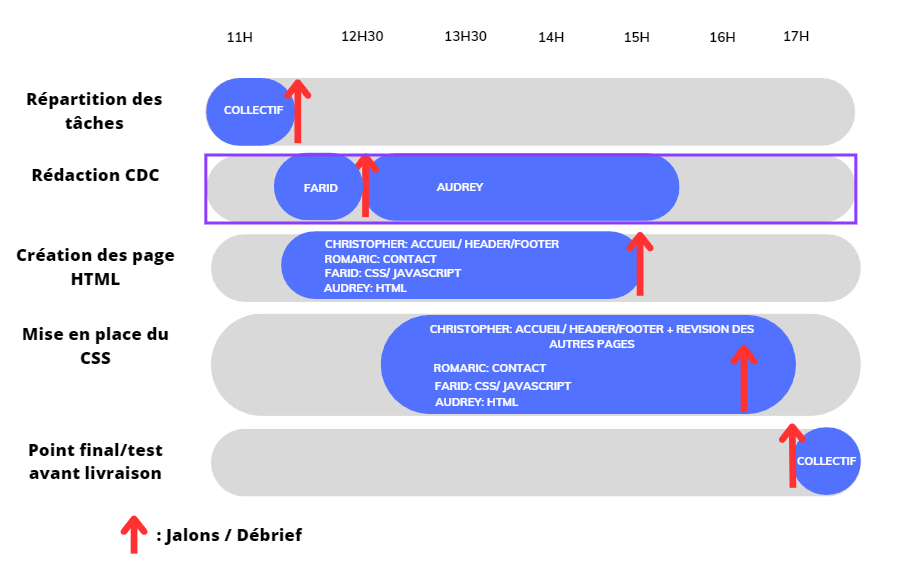 11H 12H30 13H30 14H 15H 16H 17H
Répartition des
tâches
COLLECTIF
Rédaction CDC
FARID
AUDREY
Création des page
HTML
CHRISTOPHER: ACCUEIL/ HEADER/FOOTER
ROMARIC: CONTACT
FARID: CSS/ JAVASCRIPT
AUDREY: HTML
Mise en place du
CSS
CHRISTOPHER: ACCUEIL/ HEADER/FOOTER + REVISION DES
AUTRES PAGES
ROMARIC: CONTACT
FARID: CSS/ JAVASCRIPT
AUDREY: HTML
Point final/test
avant livraison
COLLECTIF
: Jalons / Débrief